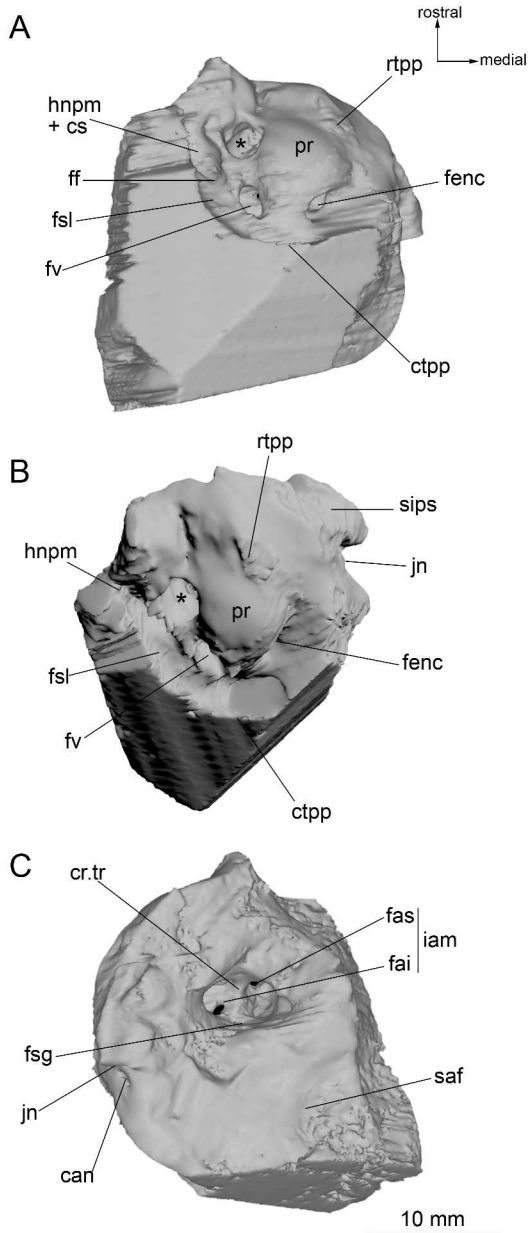 A
rostral
medial
rtpp
hnpm
+ cs
*
pr
ff
fenc
fsl
fv
ctpp
B
rtpp
sips
hnpm
jn
*
pr
fsl
fenc
fv
ctpp
C
cr.tr
fas
iam
fai
fsg
saf
jn
can
10 mm